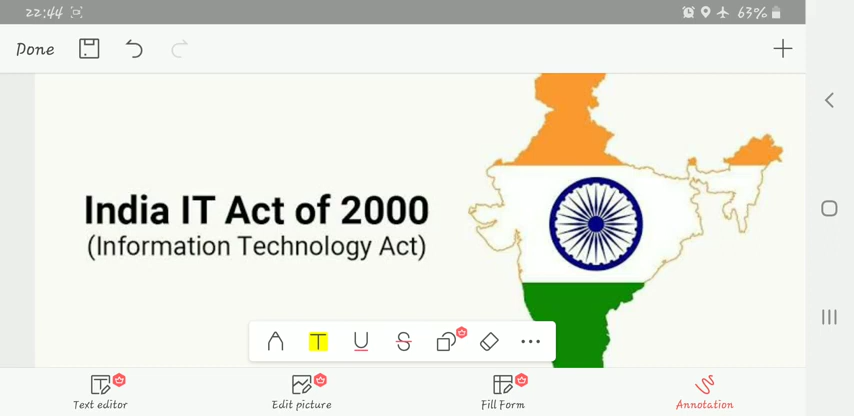 22:44 63%
Done
India IT Act of 2000
(Information Technology Act)
T U S
Text editor Edit picture Fill Form Annotation